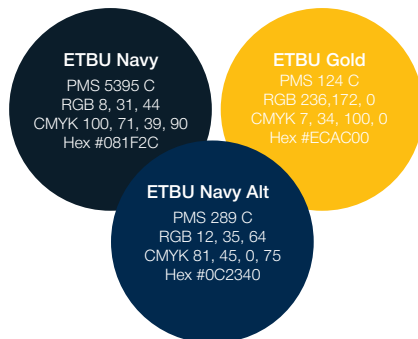 ETBU Navy
PMS 5395 C
RGB 8, 31, 44
CMYK 100, 71, 39, 90
Hex #081F2C
ETBU Gold
PMS 124 C
RGB 236,172, 0
CMYK 7, 34, 100, 0
Hex #ECAC00
ETBU Navy Alt
PMS 289 C
RGB 12, 35, 64
CMYK 81, 45, 0, 75
Hex #0C2340